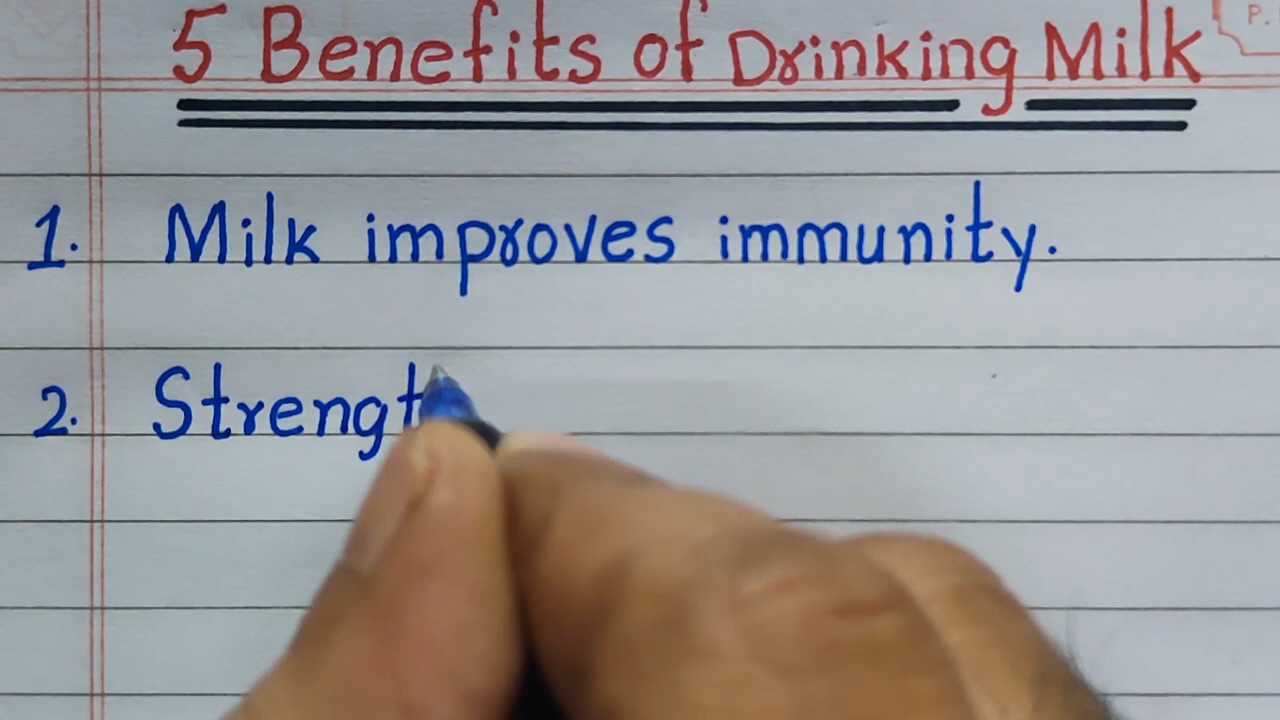 5 Benefits of Drinking Milk
P.
1. Milk improves immunity.
2. Strengt